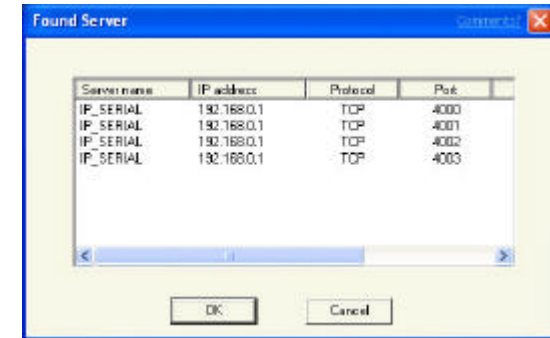 Found Server Comments!
Server name IP address Protocol Port
IP_SERIAL 192.168.0.1 TCP 4000
IP_SERIAL 192.168.0.1 TCP 4001
IP_SERIAL 192.168.0.1 TCP 4002
IP_SERIAL 192.168.0.1 TCP 4003
OK Cancel